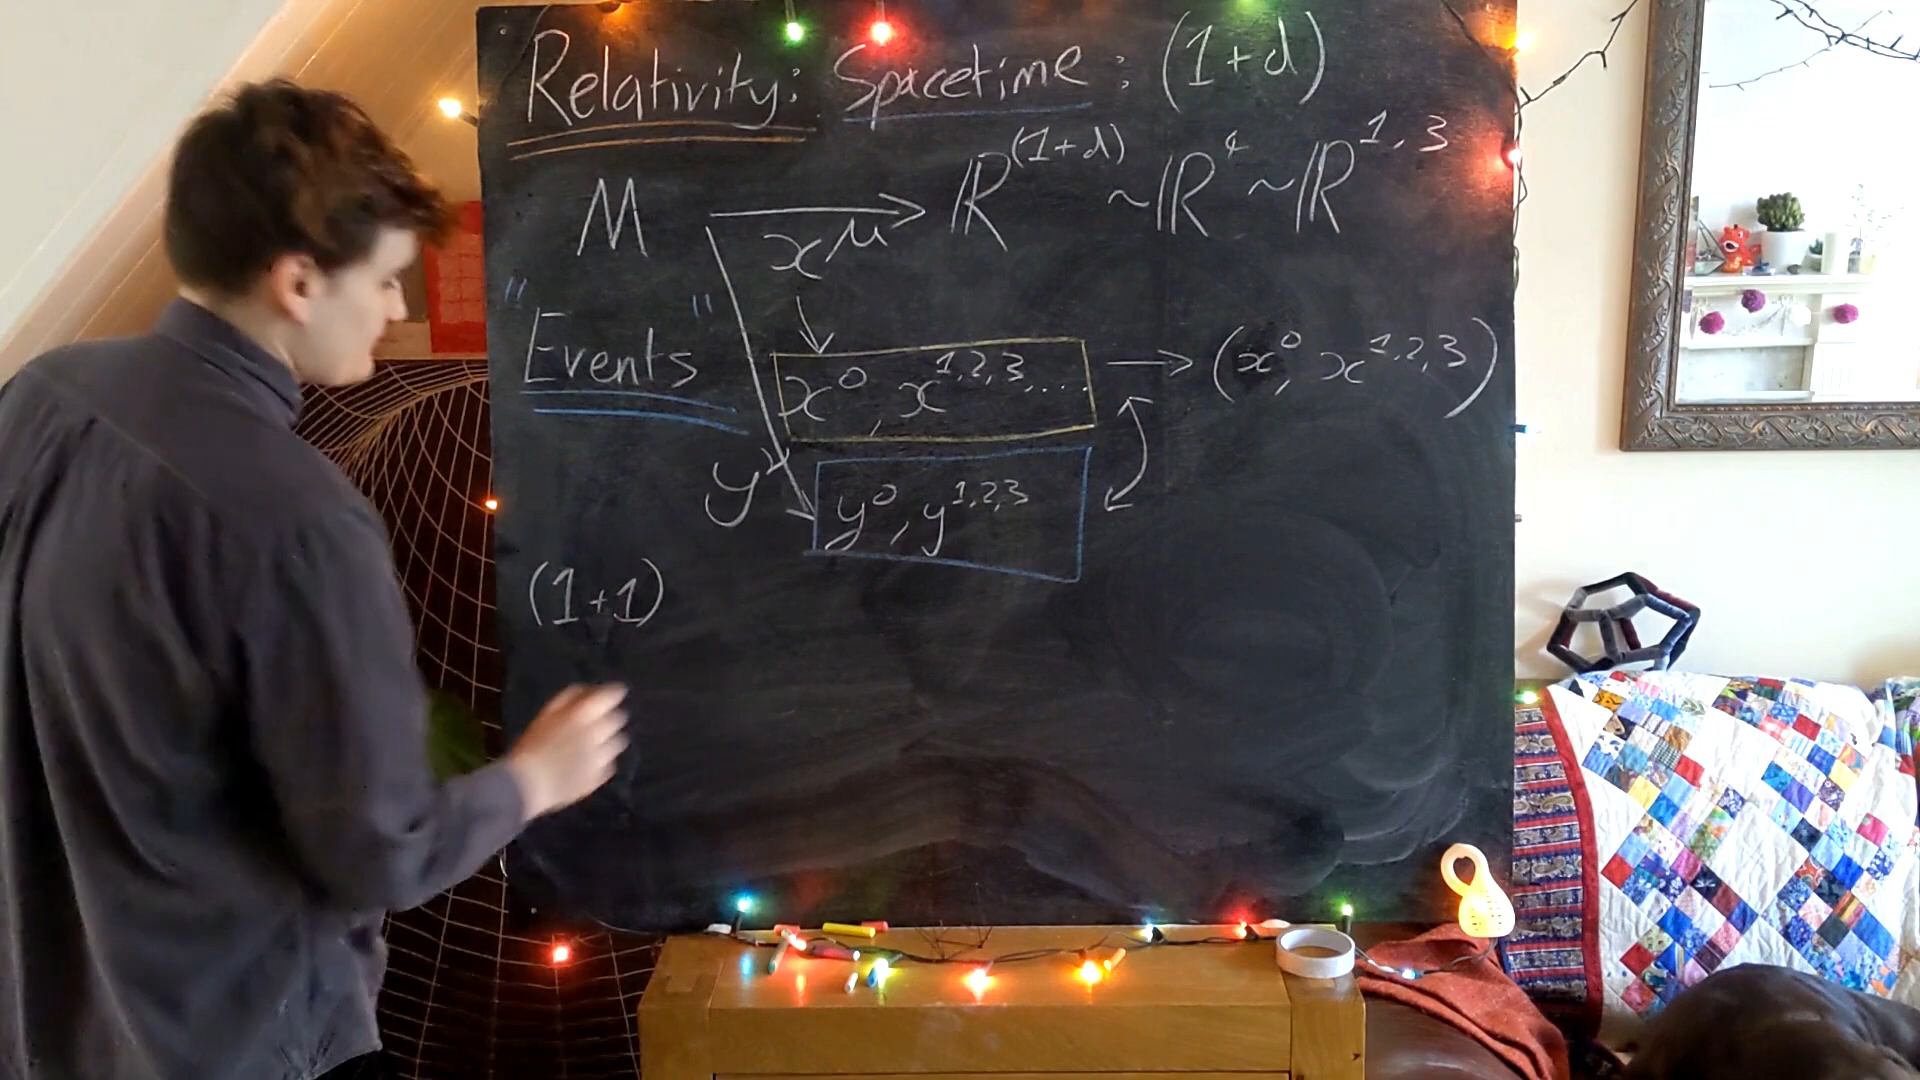 Relativity: Spacetime: (1+d)
M → ℝ^(1+d) ~ ℝ^4 ~ ℝ^1,3
x^μ
"Events"
x^0, x^1,2,3,... → (x^0, x^1,2,3)
y^ν
y^0, y^1,2,3
(1+1)